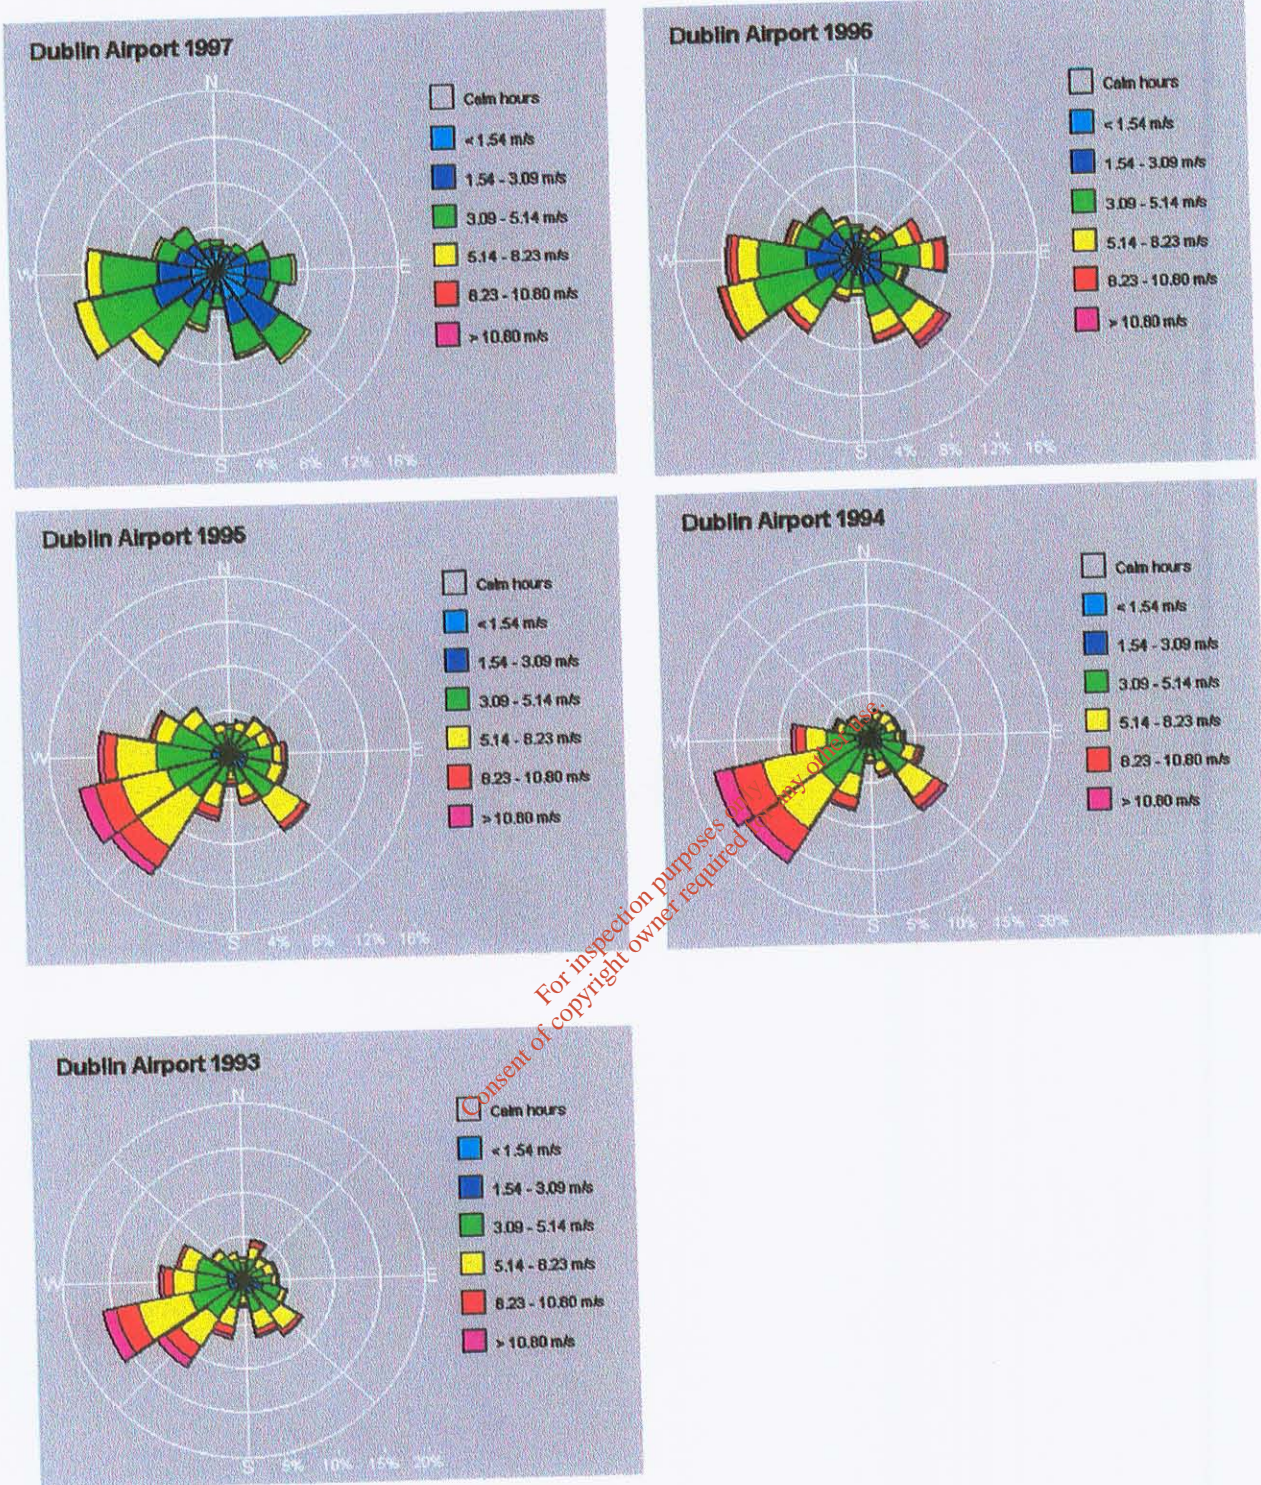 Dublin Airport 1997
N
W
E
S
4% 8% 12% 16%
Calm hours
< 1.54 m/s
1.54 - 3.09 m/s
3.09 - 5.14 m/s
5.14 - 8.23 m/s
8.23 - 10.80 m/s
> 10.80 m/s
Dublin Airport 1996
N
W
E
S
4% 8% 12% 16%
Calm hours
< 1.54 m/s
1.54 - 3.09 m/s
3.09 - 5.14 m/s
5.14 - 8.23 m/s
8.23 - 10.80 m/s
> 10.80 m/s
Dublin Airport 1995
N
W
E
S
4% 8% 12% 16%
Calm hours
< 1.54 m/s
1.54 - 3.09 m/s
3.09 - 5.14 m/s
5.14 - 8.23 m/s
8.23 - 10.80 m/s
> 10.80 m/s
Dublin Airport 1994
N
W
E
S
5% 10% 15% 20%
Calm hours
< 1.54 m/s
1.54 - 3.09 m/s
3.09 - 5.14 m/s
5.14 - 8.23 m/s
8.23 - 10.80 m/s
> 10.80 m/s
For inspection purposes
Consent of copyright owner required any other use.
Dublin Airport 1993
N
W
E
S
5% 10% 15% 20%
Calm hours
< 1.54 m/s
1.54 - 3.09 m/s
3.09 - 5.14 m/s
5.14 - 8.23 m/s
8.23 - 10.80 m/s
> 10.80 m/s